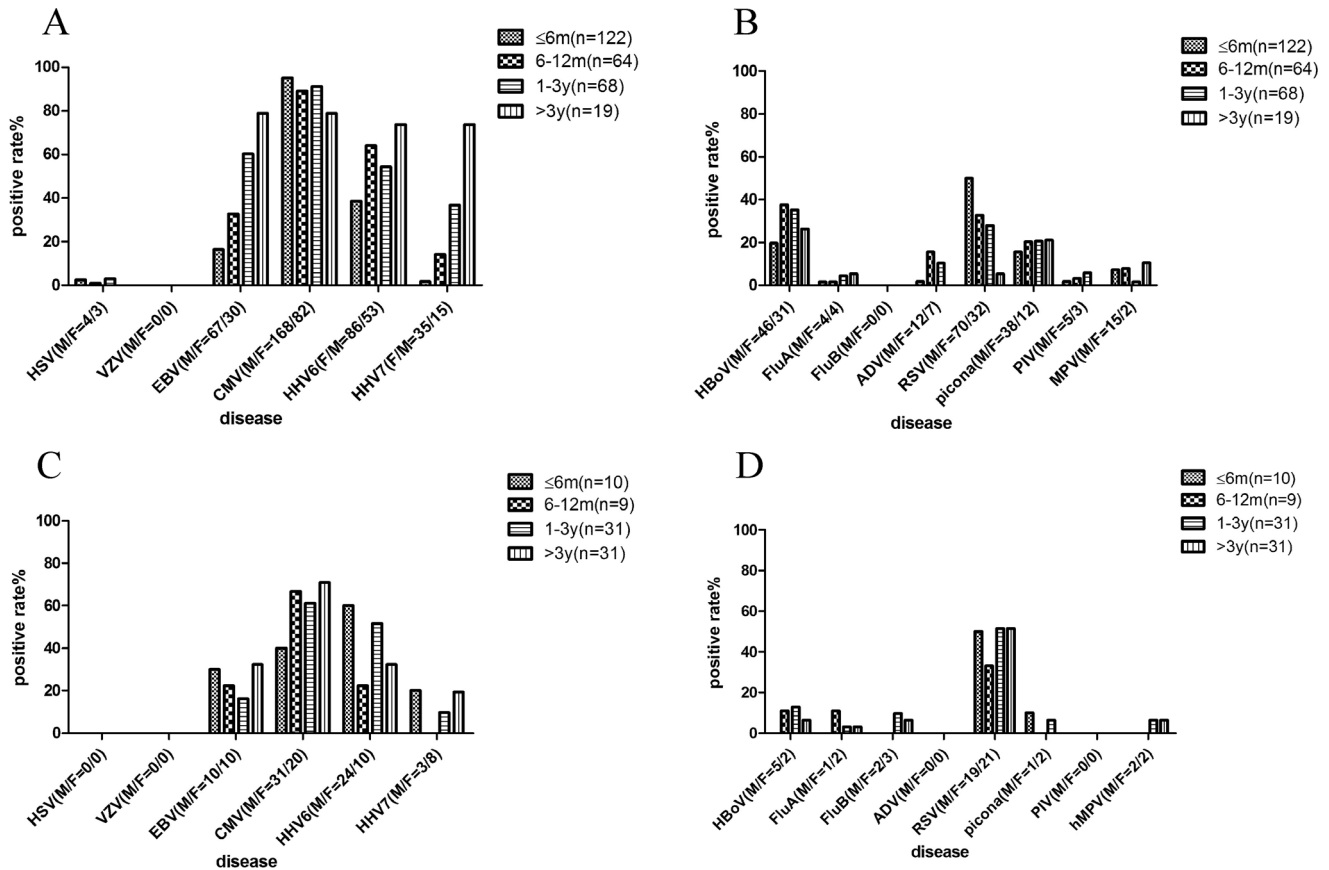 A
≤6m(n=122)
6-12m(n=64)
1-3y(n=68)
>3y(n=19)
positive rate%
100
80
60
40
20
0
HSV(M/F=4/3)
VZV(M/F=0/0)
EBV(M/F=67/30)
CMV(M/F=168/82)
HHV6(F/M=86/53)
HHV7(F/M=35/15)
disease
B
≤6m(n=122)
6-12m(n=64)
1-3y(n=68)
>3y(n=19)
positive rate%
100
80
60
40
20
0
HBoV(M/F=46/31)
FluA(M/F=4/4)
FluB(M/F=0/0)
ADV(M/F=12/7)
RSV(M/F=70/32)
picona(M/F=38/12)
PIV(M/F=5/3)
MPV(M/F=15/2)
disease
C
≤6m(n=10)
6-12m(n=9)
1-3y(n=31)
>3y(n=31)
positive rate%
100
80
60
40
20
0
HSV(M/F=0/0)
VZV(M/F=0/0)
EBV(M/F=10/10)
CMV(M/F=31/20)
HHV6(M/F=24/10)
HHV7(M/F=3/8)
disease
D
≤6m(n=10)
6-12m(n=9)
1-3y(n=31)
>3y(n=31)
positive rate%
100
80
60
40
20
0
HBoV(M/F=5/2)
FluA(M/F=1/2)
FluB(M/F=2/3)
ADV(M/F=0/0)
RSV(M/F=19/21)
picona(M/F=1/2)
PIV(M/F=0/0)
hMPV(M/F=2/2)
disease